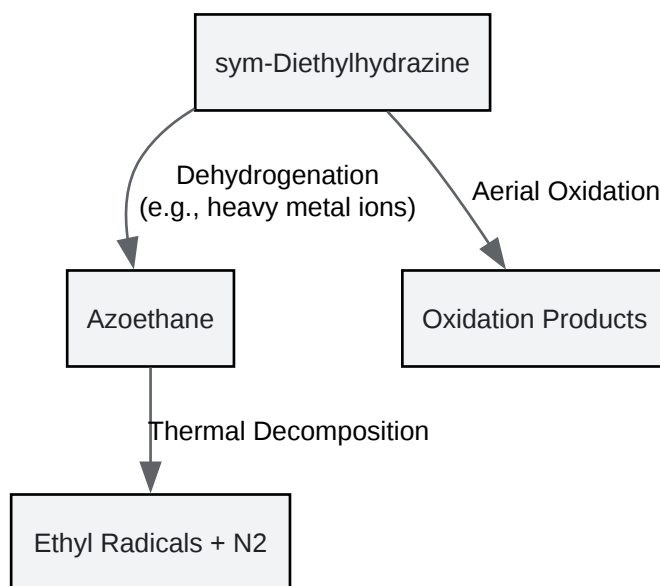 sym-Diethylhydrazine
Dehydrogenation
(e.g., heavy metal ions)
Aerial Oxidation
Azoethane
Oxidation Products
Thermal Decomposition
Ethyl Radicals + N2